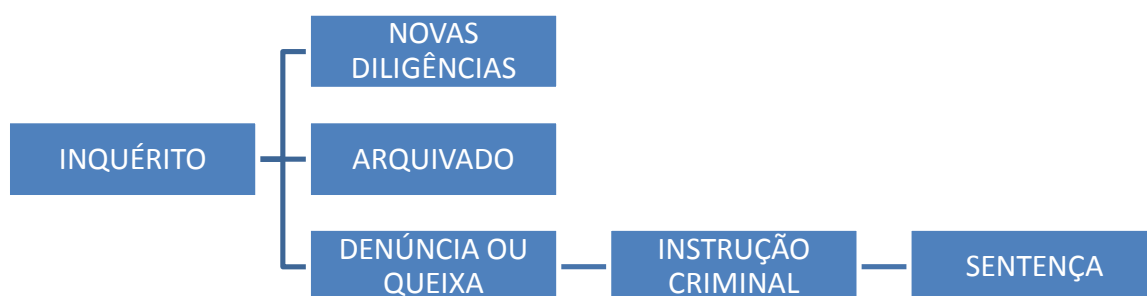 NOVAS
DILIGÊNCIAS
INQUÉRITO
ARQUIVADO
DENÚNCIA OU
QUEIXA
INSTRUÇÃO
CRIMINAL
SENTENÇA